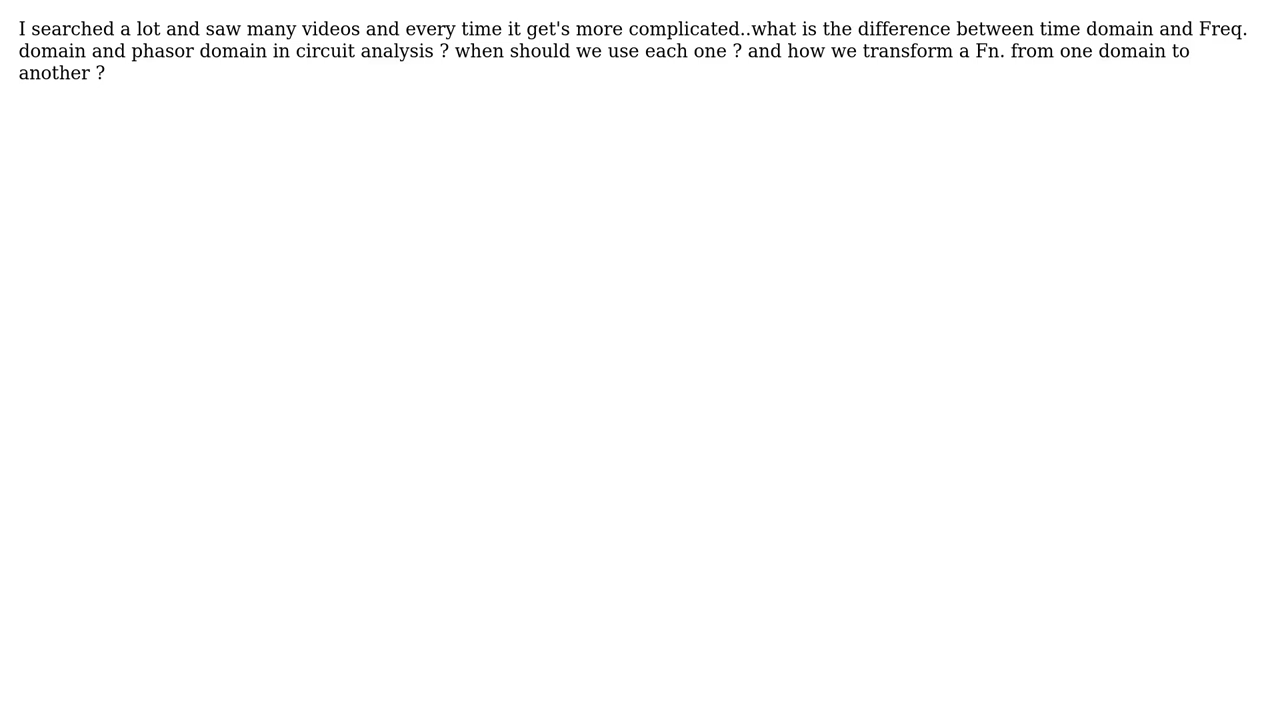 I searched a lot and saw many videos and every time it get's more complicated..what is the difference between time domain and Freq.
domain and phasor domain in circuit analysis ? when should we use each one ? and how we transform a Fn. from one domain to
another ?